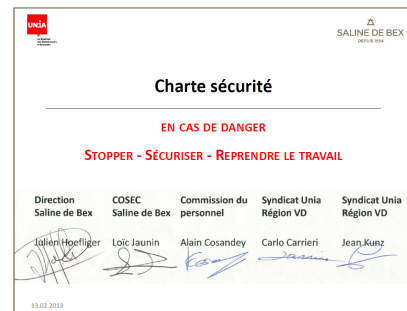 UNiA
SALINE DE BEX
DEPUIS 1554
Charte sécurité
EN CAS DE DANGER
STOPPER - SÉCURISER - REPRENDRE LE TRAVAIL
Direction
Saline de Bex
COSEC
Saline de Bex
Commission du
personnel
Syndicat Unia
Région VD
Syndicat Unia
Région VD
Julien Hoefliger
Loïc Jaunin
Alain Cosandey
Carlo Carrieri
Jean Kunz
13.02.2013